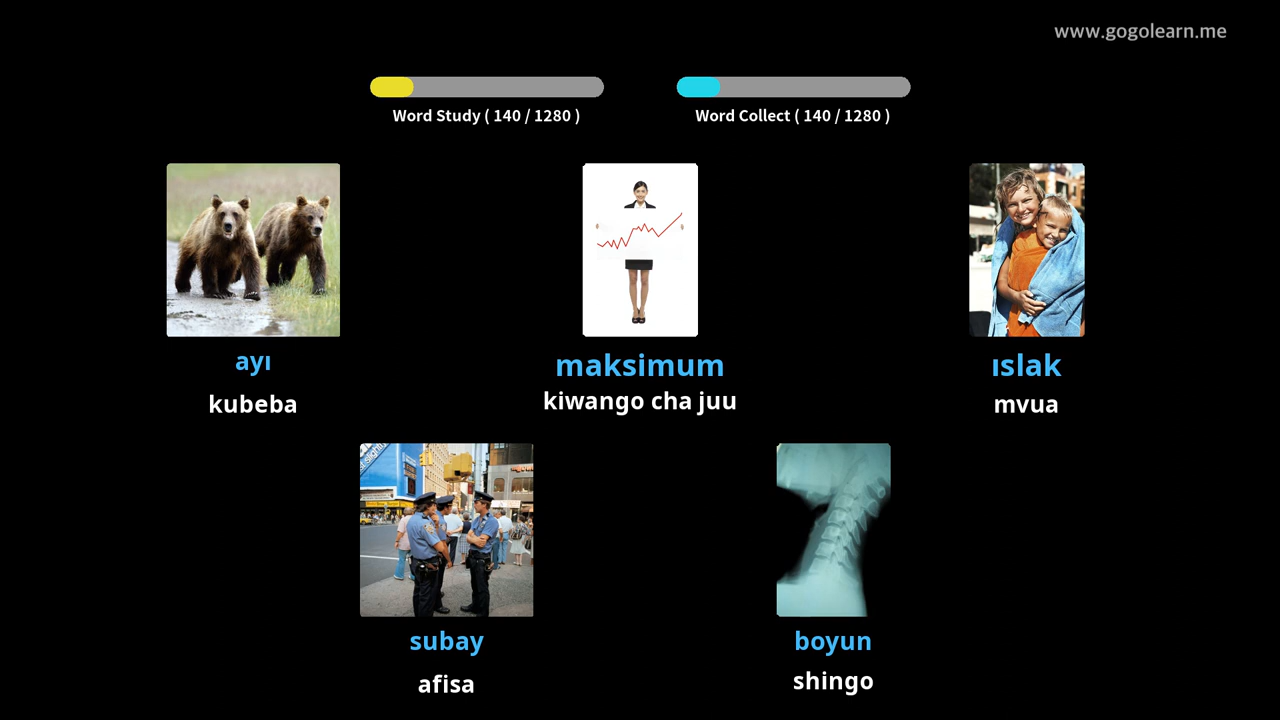 www.gogolearn.me
Word Study ( 140 / 1280 )
Word Collect ( 140 / 1280 )
ayı
maksimum
ıslak
kubeba
kiwango cha juu
mvua
subay
boyun
afisa
shingo